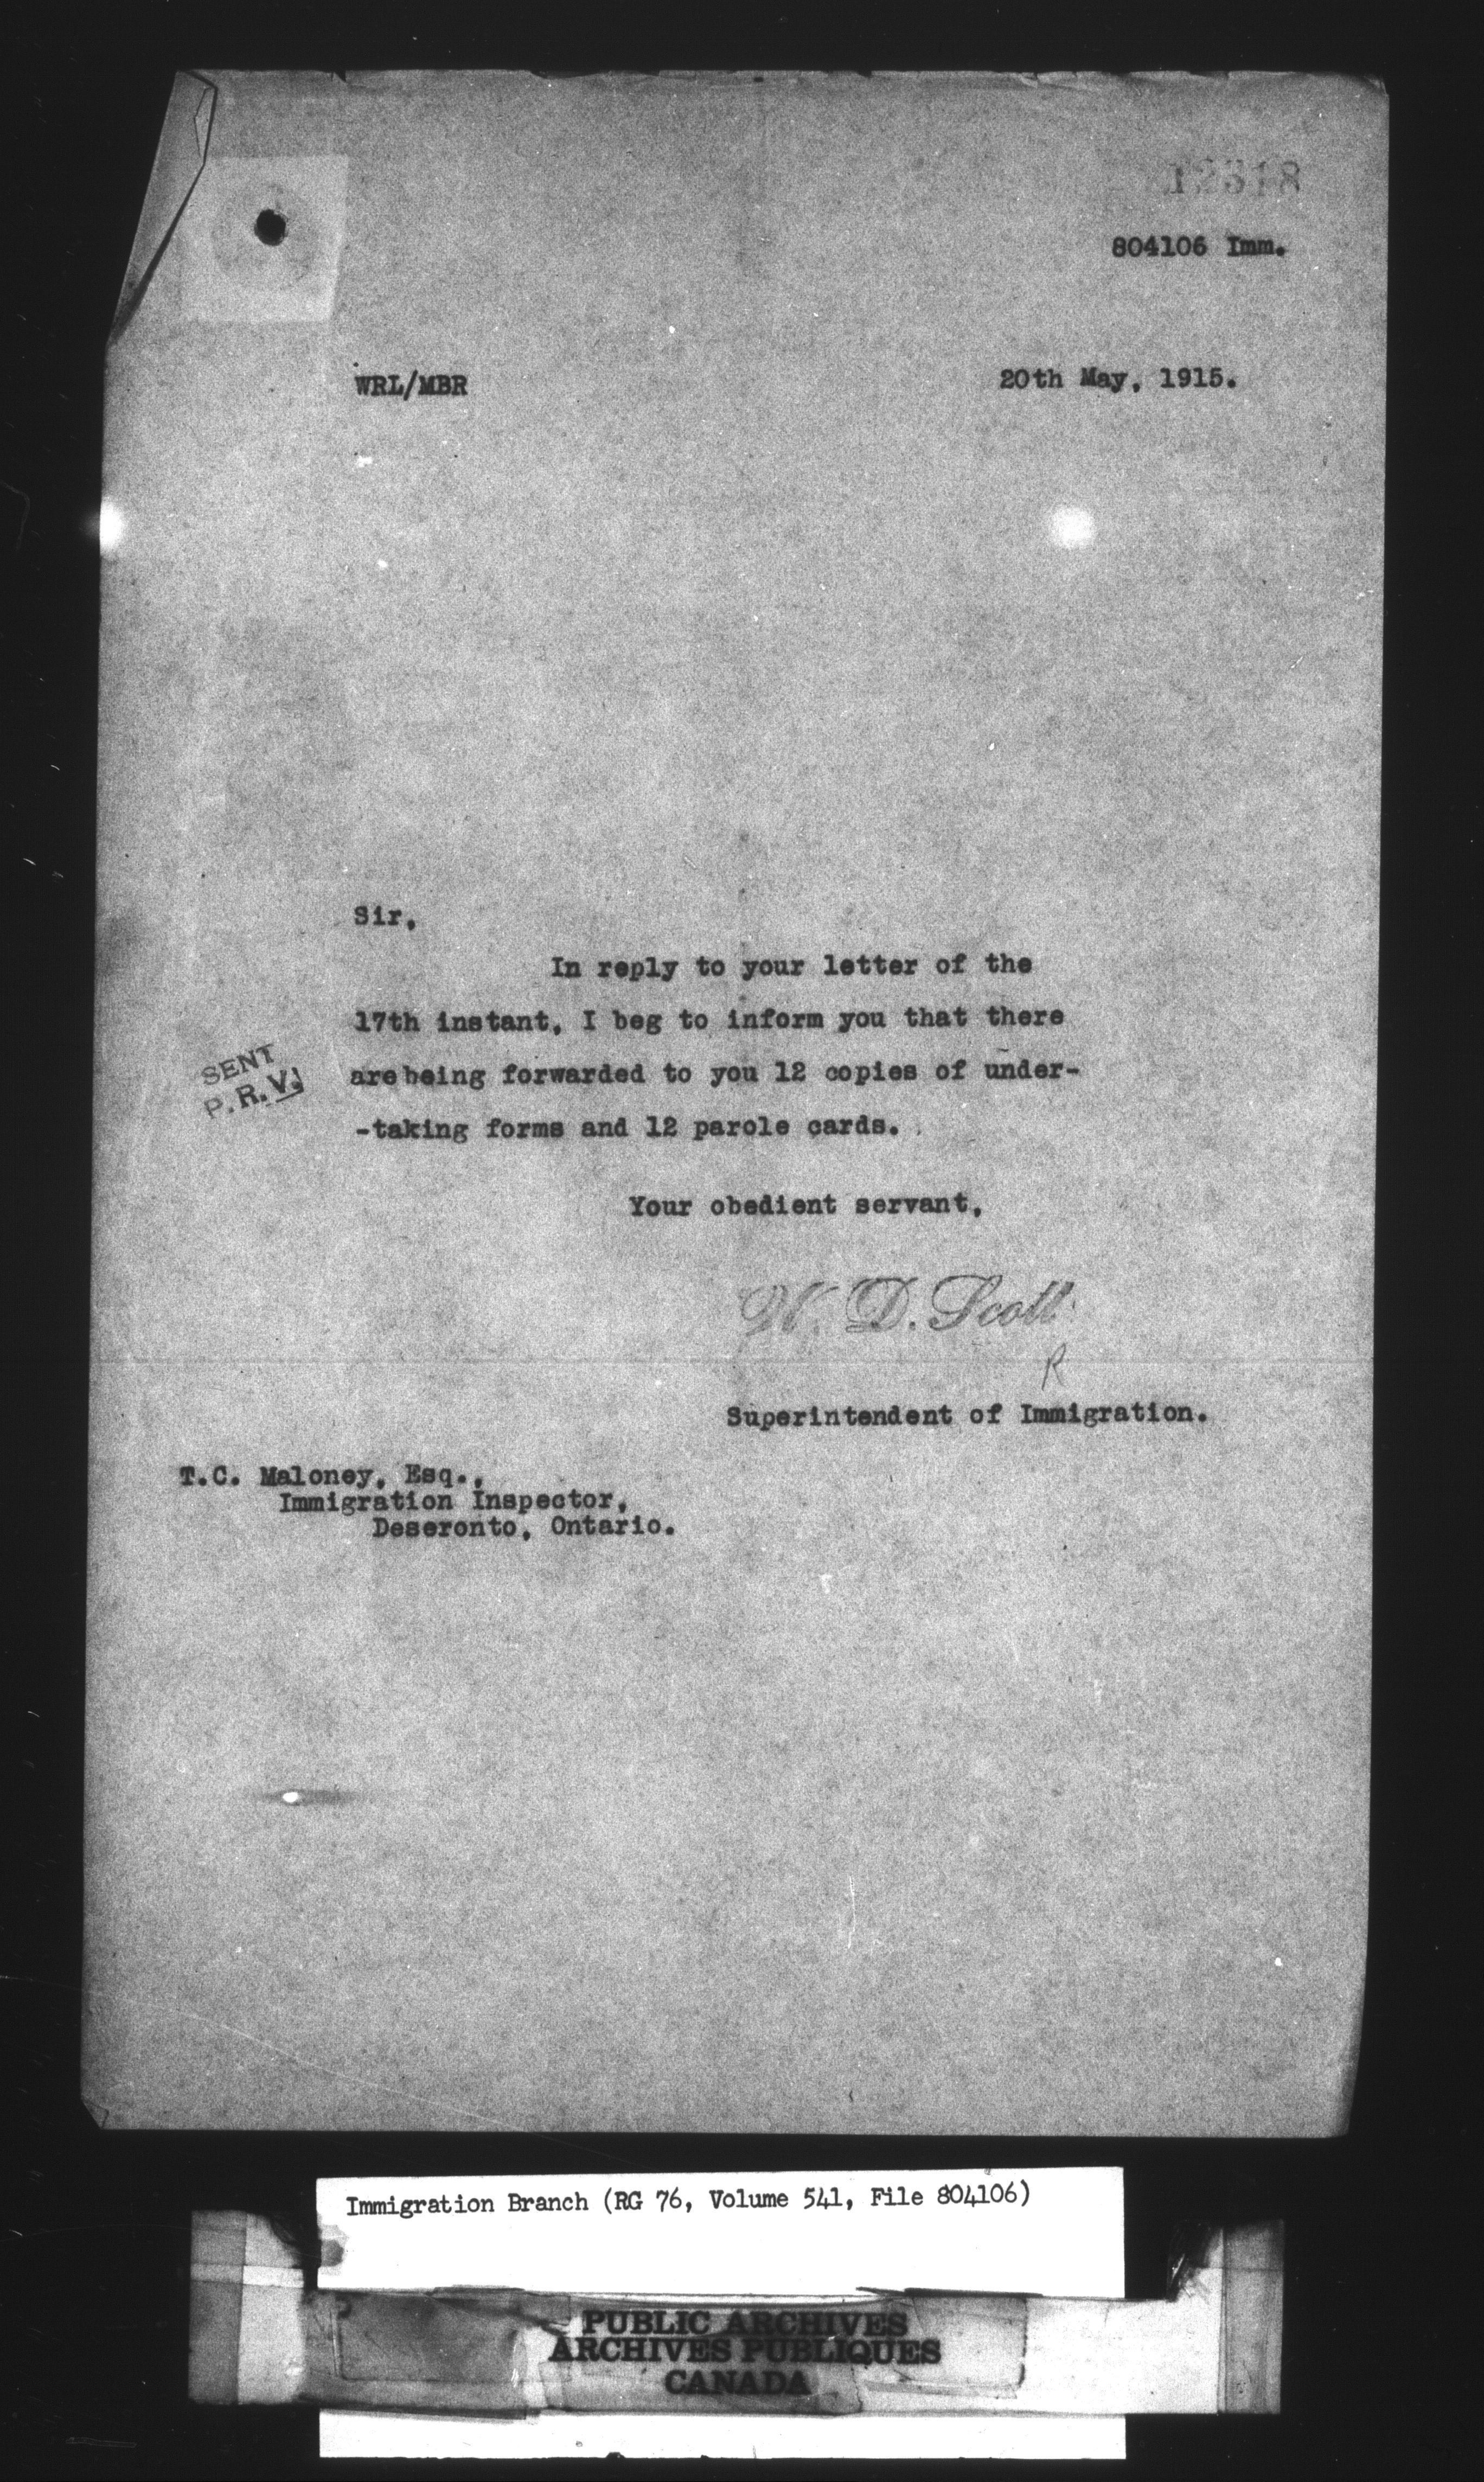 804106 Imm.
WRL/MBR 20th May, 1915.
Sir,
In reply to your letter of the
17th instant, I beg to inform you that there
are being forwarded to you 12 copies of under-
-taking forms and 12 parole cards.
SENT
P.R.V.
Your obedient servant,
W. D. Scott
R
Superintendent of Immigration.
T.C. Maloney, Esq.,
Immigration Inspector,
Deseronto, Ontario.
Immigration Branch (RG 76, Volume 541, File 804106)
PUBLIC ARCHIVES
ARCHIVES PUBLIQUES
CANADA